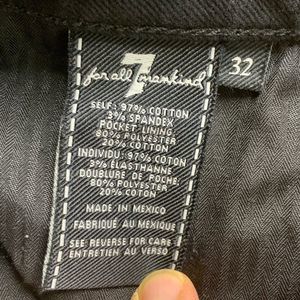 7
for all mankind
32
SELF: 97% COTTON
3% SPANDEX
POCKET LINING:
80% POLYESTER
20% COTTON
INDIVIDU: 97% COTON
3% ÉLASTHANNE
DOUBLURE DE POCHE:
80% POLYESTER
20% COTON
MADE IN MEXICO
FABRIQUÉ AU MEXIQUE
SEE REVERSE FOR CARE
ENTRETIEN AU VERSO